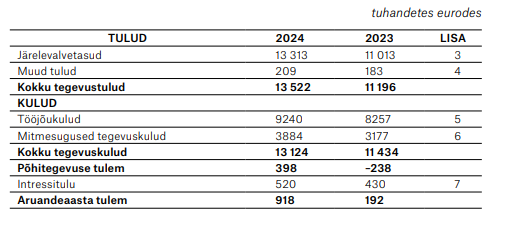 tuhandetes eurodes
TULUD 2024 2023 LISA
Järelevalvetasud 13 313 11 013 3
Muud tulud 209 183 4
Kokku tegevustulud 13 522 11 196
KULUD
Tööjõukulud 9240 8257 5
Mitmesugused tegevuskulud 3884 3177 6
Kokku tegevuskulud 13 124 11 434
Põhitegevuse tulem 398 –238
Intressitulu 520 430 7
Aruandeaasta tulem 918 192